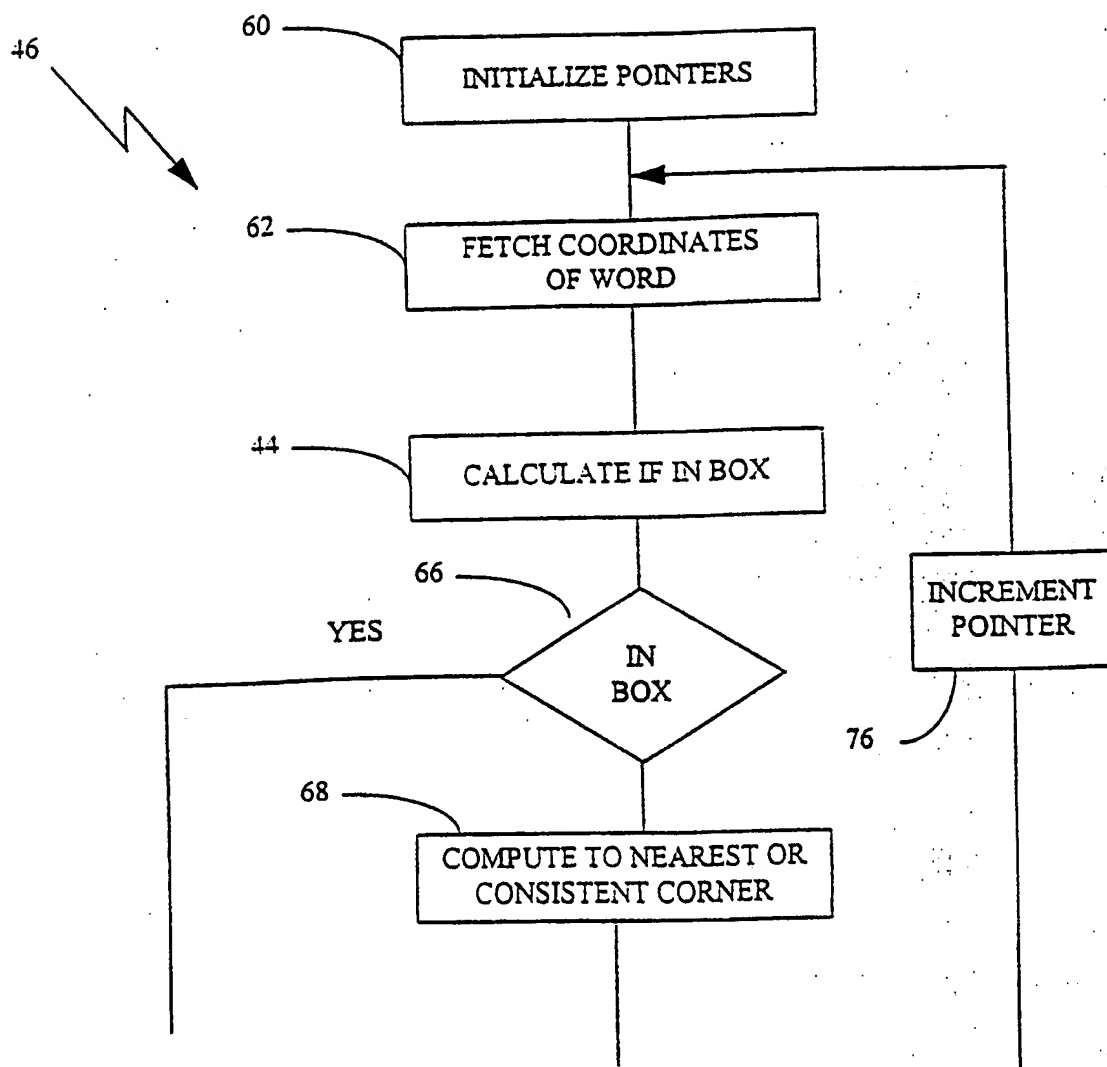 46
60
INITIALIZE POINTERS
62
FETCH COORDINATES
OF WORD
44
CALCULATE IF IN BOX
66
YES
IN
BOX
INCREMENT
POINTER
76
68
COMPUTE TO NEAREST OR
CONSISTENT CORNER